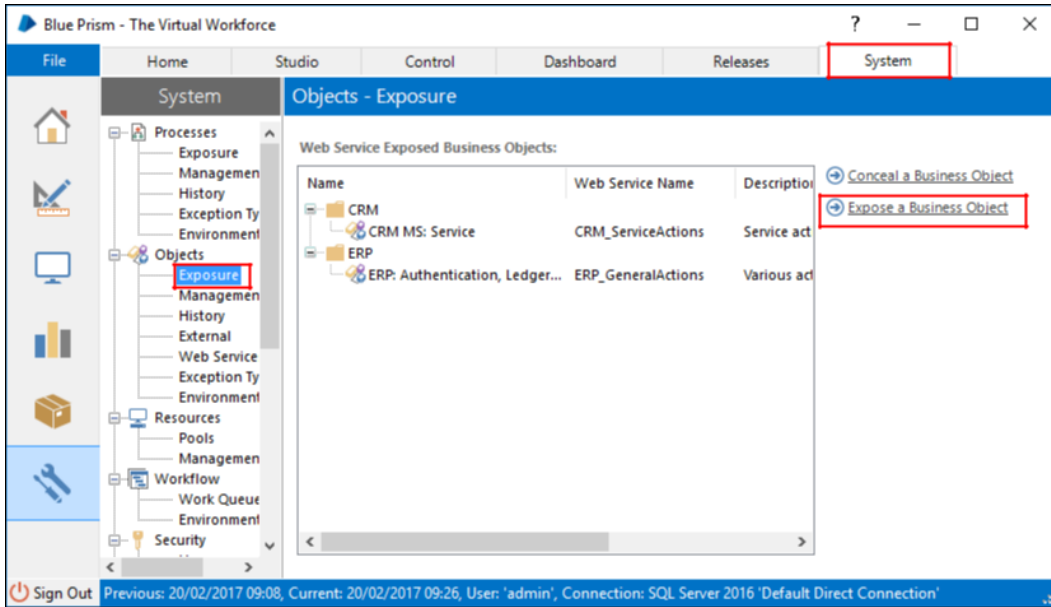 Blue Prism - The Virtual Workforce ?
File Home Studio Control Dashboard Releases System
System
Objects - Exposure
Processes
Exposure
Managemen
History
Exception Ty
Environment
Objects
Exposure
Managemen
History
External
Web Service
Exception Ty
Environment
Resources
Pools
Managemen
Workflow
Work Queue
Environment
Security
Web Service Exposed Business Objects:
Name Web Service Name Description
CRM
CRM MS: Service CRM_ServiceActions Service act
ERP
ERP: Authentication, Ledger... ERP_GeneralActions Various act
Conceal a Business Object
Expose a Business Object
Sign Out Previous: 20/02/2017 09:08, Current: 20/02/2017 09:26, User: 'admin', Connection: SQL Server 2016 'Default Direct Connection'